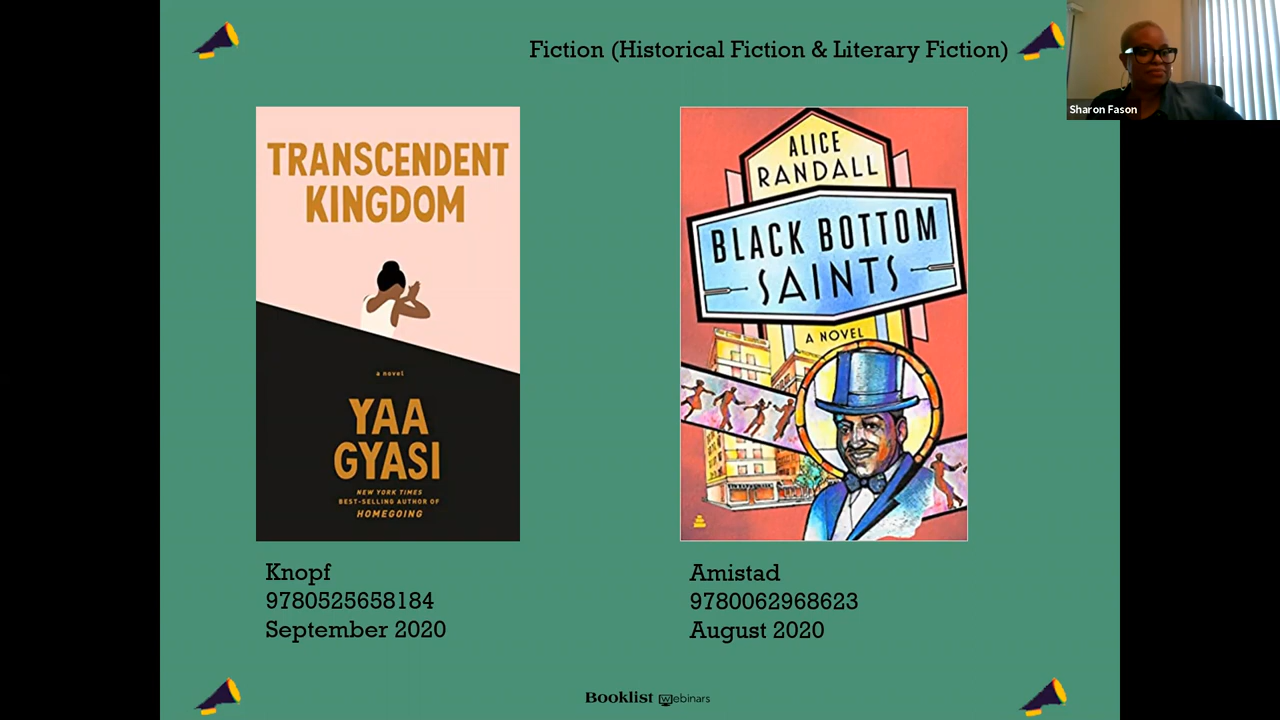 Fiction (Historical Fiction & Literary Fiction)
Sharon Fason
TRANSCENDENT
KINGDOM
a novel
YAA
GYASI
NEW YORK TIMES
BEST-SELLING AUTHOR OF
HOMEGOING
Knopf
9780525658184
September 2020
ALICE
RANDALL
BLACK BOTTOM
SAINTS
A NOVEL
Amistad
9780062968623
August 2020
Booklist webinars